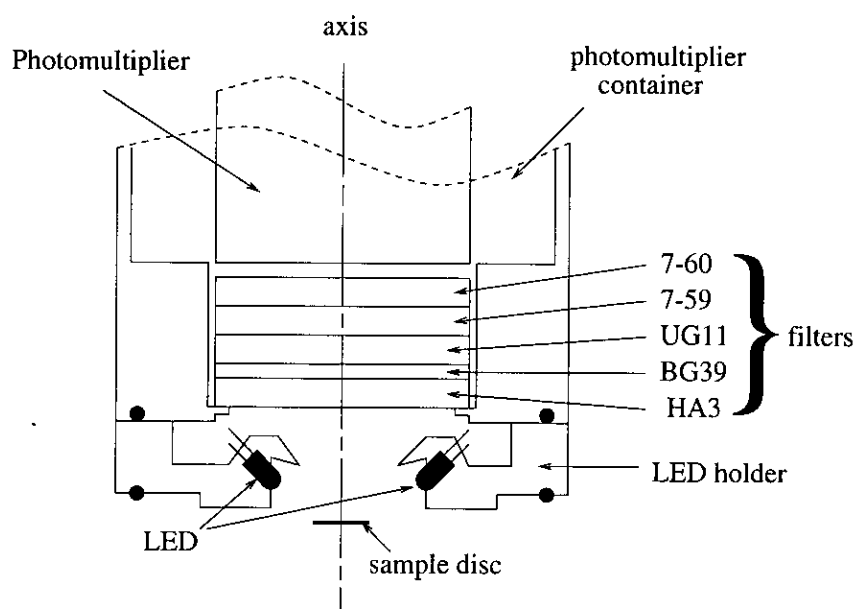 axis
Photomultiplier
photomultiplier
container
7-60
7-59
UG11
BG39
HA3
filters
LED holder
LED
sample disc